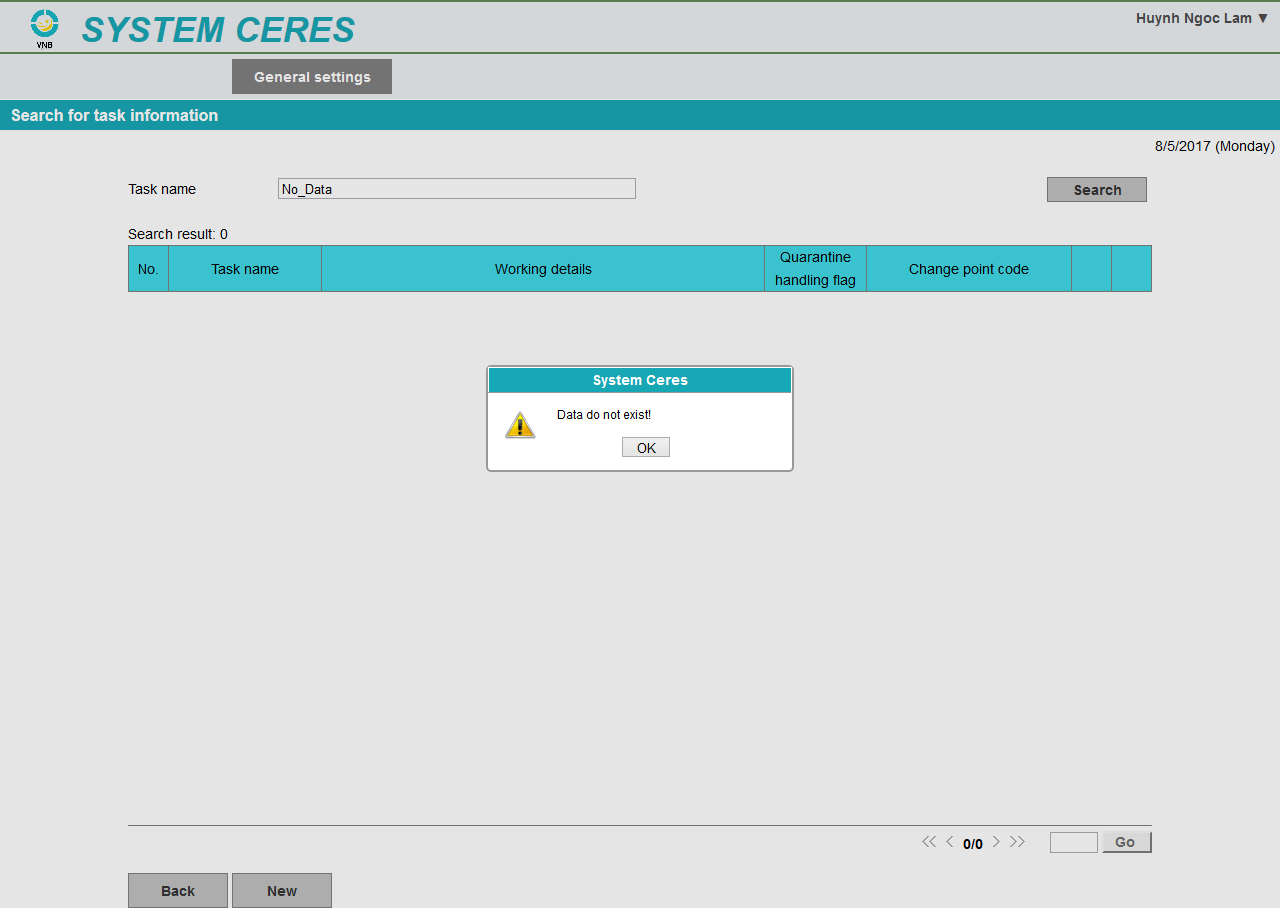 VNB
SYSTEM CERES
Huynh Ngoc Lam ▼
General settings
Search for task information
8/5/2017 (Monday)
Task name
No_Data
Search
Search result: 0
No.
Task name
Working details
Quarantine
handling flag
Change point code
System Ceres
Data do not exist!
OK
0/0
Go
Back
New